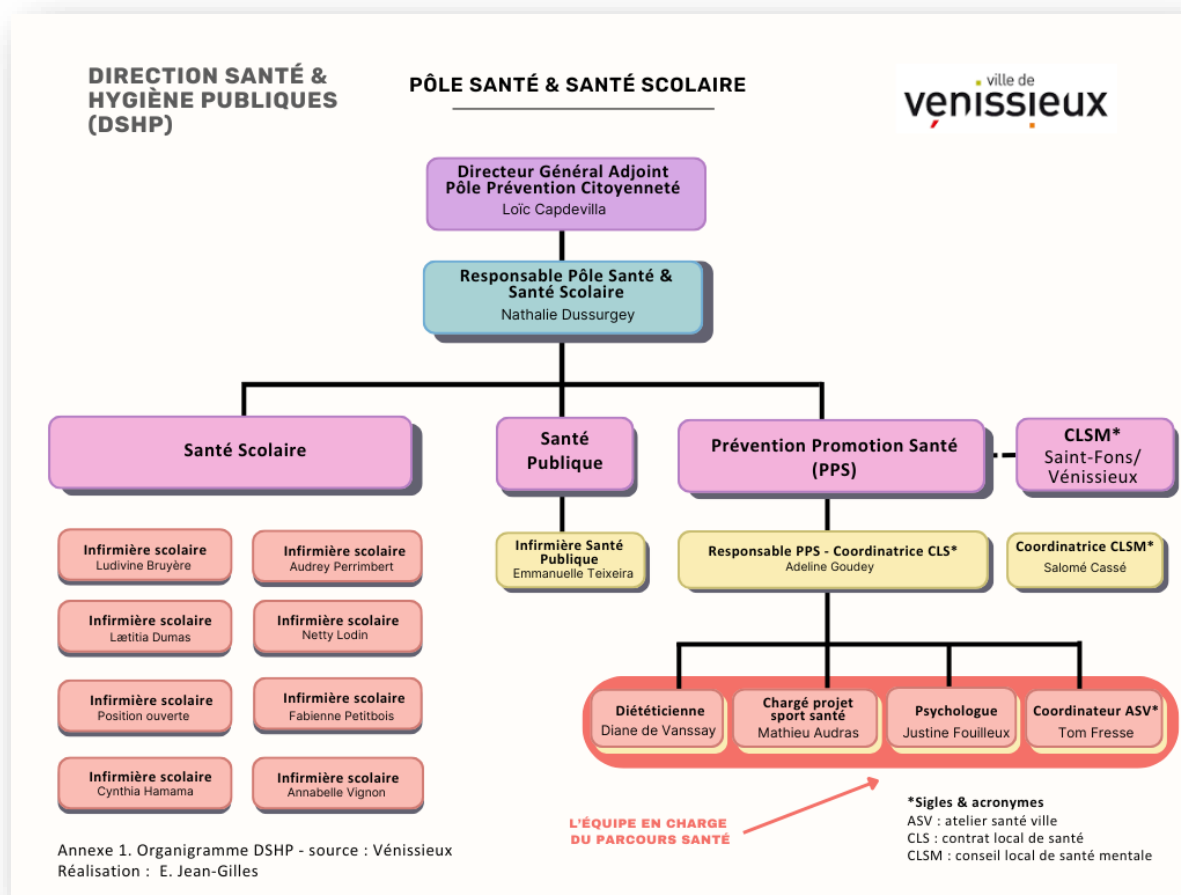 DIRECTION SANTÉ &
HYGIÈNE PUBLIQUES
(DSHP)
PÔLE SANTÉ & SANTÉ SCOLAIRE
ville de
vénissieux
Directeur Général Adjoint
Pôle Prévention Citoyenneté
Loïc Capdevilla
Responsable Pôle Santé &
Santé Scolaire
Nathalie Dussurgey
Santé Scolaire
Santé
Publique
Prévention Promotion Santé
(PPS)
CLSM*
Saint-Fons/
Vénissieux
Infirmière scolaire
Ludivine Bruyère
Infirmière scolaire
Audrey Perrimbert
Infirmière Santé
Publique
Emmanuelle Teixeira
Responsable PPS - Coordinatrice CLS*
Adeline Goudey
Coordinatrice CLSM*
Salomé Cassé
Infirmière scolaire
Lætitia Dumas
Infirmière scolaire
Netty Lodin
Infirmière scolaire
Position ouverte
Infirmière scolaire
Fabienne Petitbois
Diététicienne
Diane de Vanssay
Chargé projet
sport santé
Mathieu Audras
Psychologue
Justine Fouilleux
Coordinateur ASV*
Tom Fresse
Infirmière scolaire
Cynthia Hamama
Infirmière scolaire
Annabelle Vignon
L'ÉQUIPE EN CHARGE
DU PARCOURS SANTÉ
*Sigles & acronymes
ASV : atelier santé ville
CLS : contrat local de santé
CLSM : conseil local de santé mentale
Annexe 1. Organigramme DSHP - source : Vénissieux
Réalisation :  E. Jean-Gilles